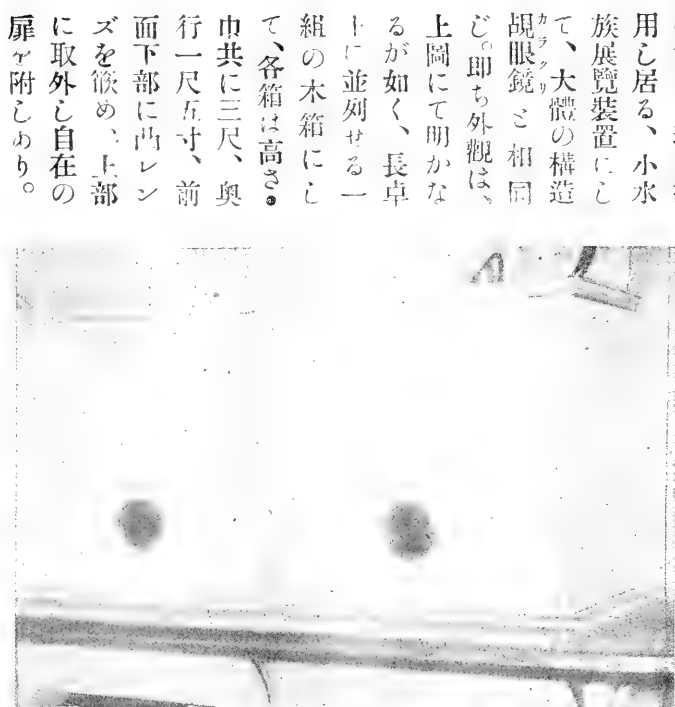 用し居る、小水
族展覽裝置にし
て、大體の構造
覘眼鏡と相同
カラクリ
じ。即ち外觀は、
上圖にて明かな
るが如く、長卓
上に並列せる一
組の木箱にし
て、各箱は高さ
巾共に三尺、奧
行一尺五寸、前
面下部に凸レン
ズを篏め、上部
に取外し自在の
扉を附しあり。